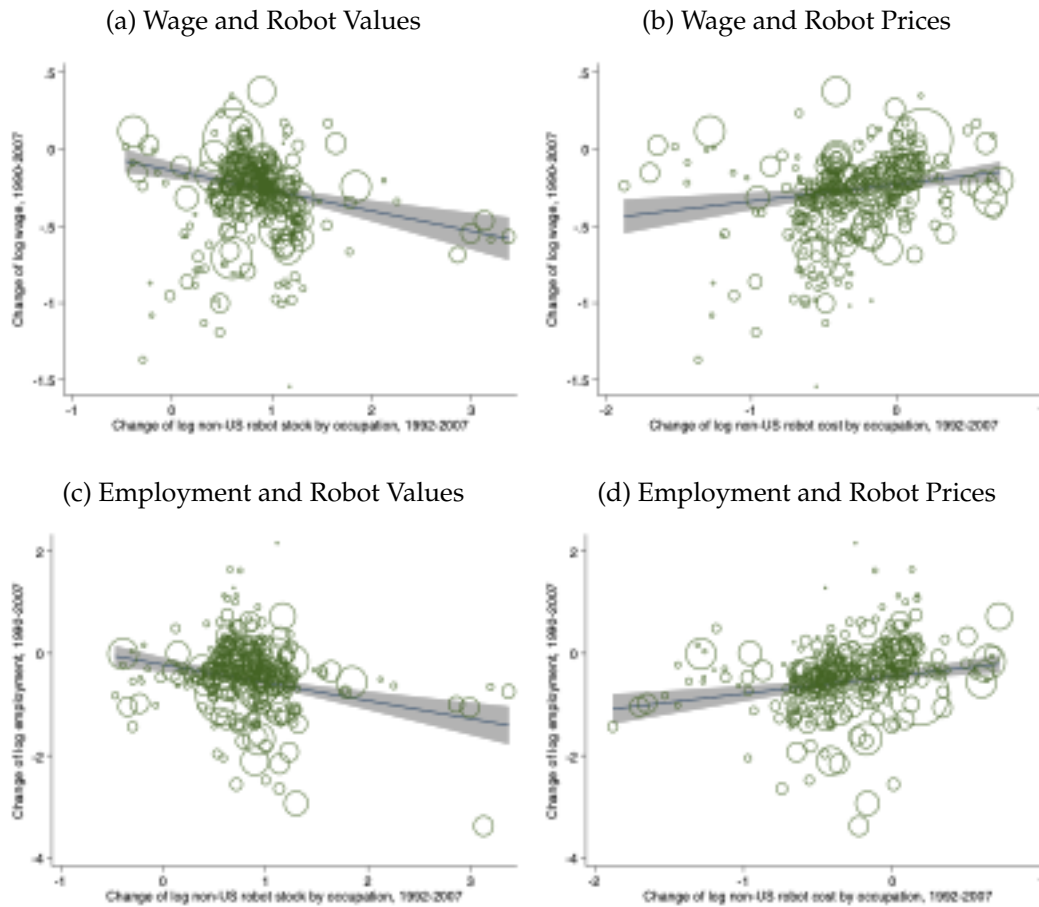 (a) Wage and Robot Values
Change of log wage, 1990-2007
.5
0
-.5
-1
-1.5
-1 0 1 2 3
Change of log non-US robot stock by occupation, 1992-2007
(b) Wage and Robot Prices
Change of log wage, 1990-2007
.5
0
-.5
-1
-1.5
-2 -1 0 1
Change of log non-US robot cost by occupation, 1992-2007
(c) Employment and Robot Values
Change of log employment, 1990-2007
2
0
-2
-4
-1 0 1 2 3
Change of log non-US robot stock by occupation, 1992-2007
(d) Employment and Robot Prices
Change of log employment, 1990-2007
2
0
-2
-4
-2 -1 0 1
Change of log non-US robot cost by occupation, 1992-2007